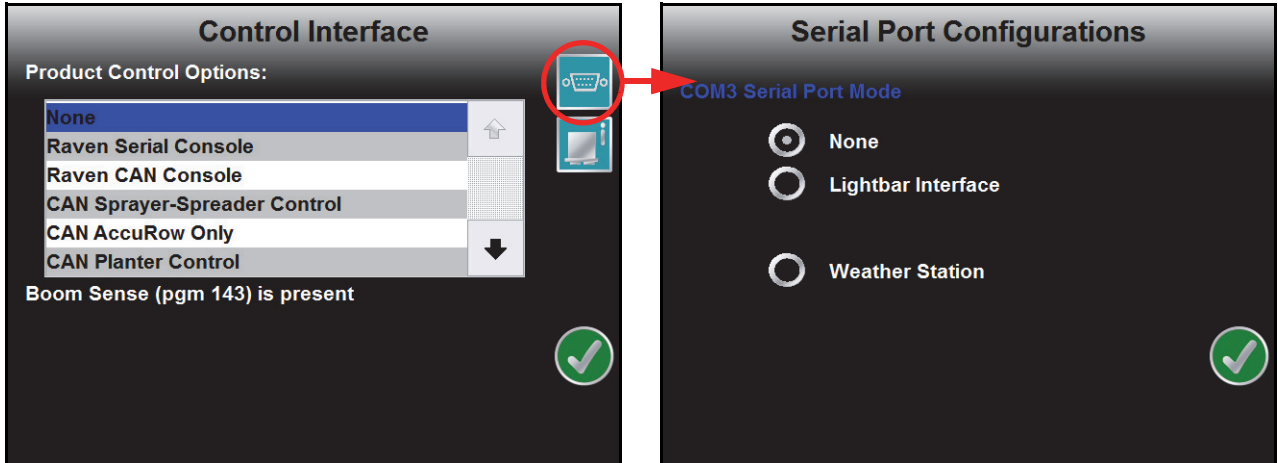 Control Interface
Product Control Options:
None
Raven Serial Console
Raven CAN Console
CAN Sprayer-Spreader Control
CAN AccuRow Only
CAN Planter Control
Boom Sense (pgm 143) is present
Serial Port Configurations
COM3 Serial Port Mode
None
Lightbar Interface
Weather Station